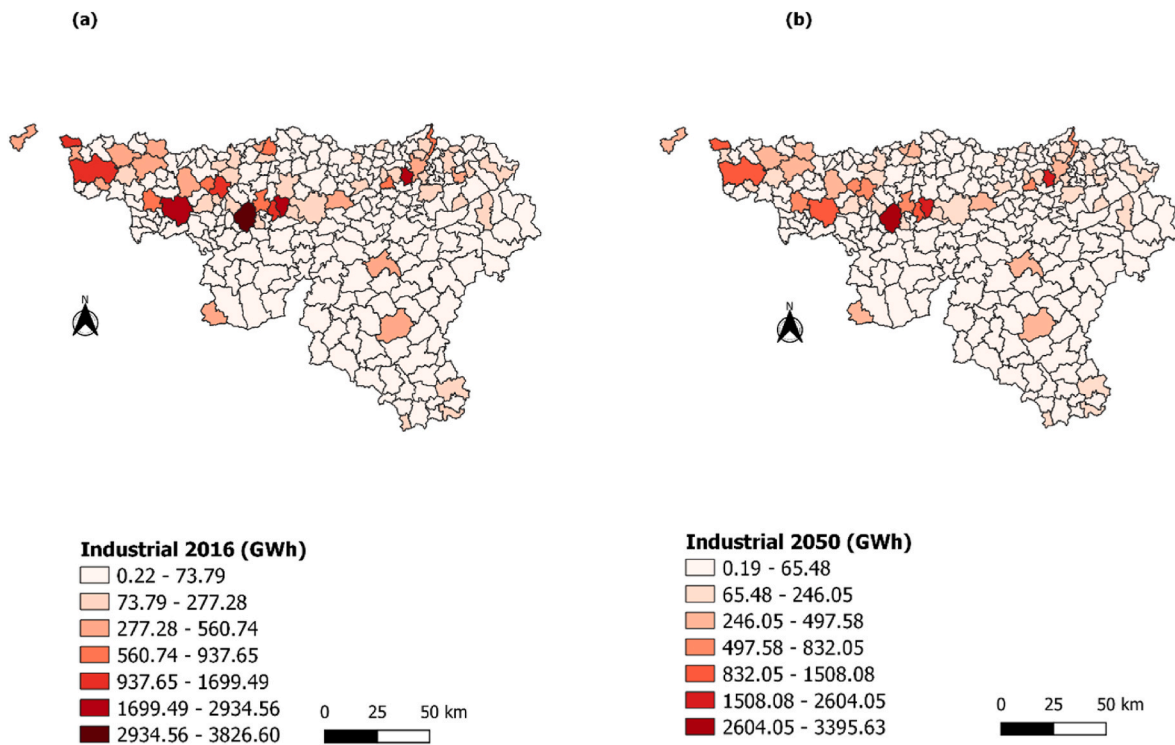 (a)
(b)
N
N
Industrial 2016 (GWh)
0.22 - 73.79
73.79 - 277.28
277.28 - 560.74
560.74 - 937.65
937.65 - 1699.49
1699.49 - 2934.56
2934.56 - 3826.60
0 25 50 km
Industrial 2050 (GWh)
0.19 - 65.48
65.48 - 246.05
246.05 - 497.58
497.58 - 832.05
832.05 - 1508.08
1508.08 - 2604.05
2604.05 - 3395.63
0 25 50 km